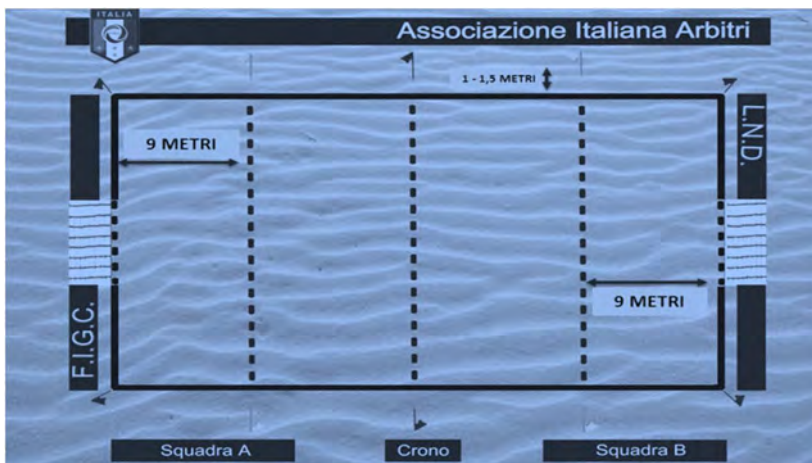 ITALIA
Associazione Italiana Arbitri
1 - 1,5 METRI
L.N.D.
9 METRI
9 METRI
F.I.G.C.
Squadra A
Crono
Squadra B